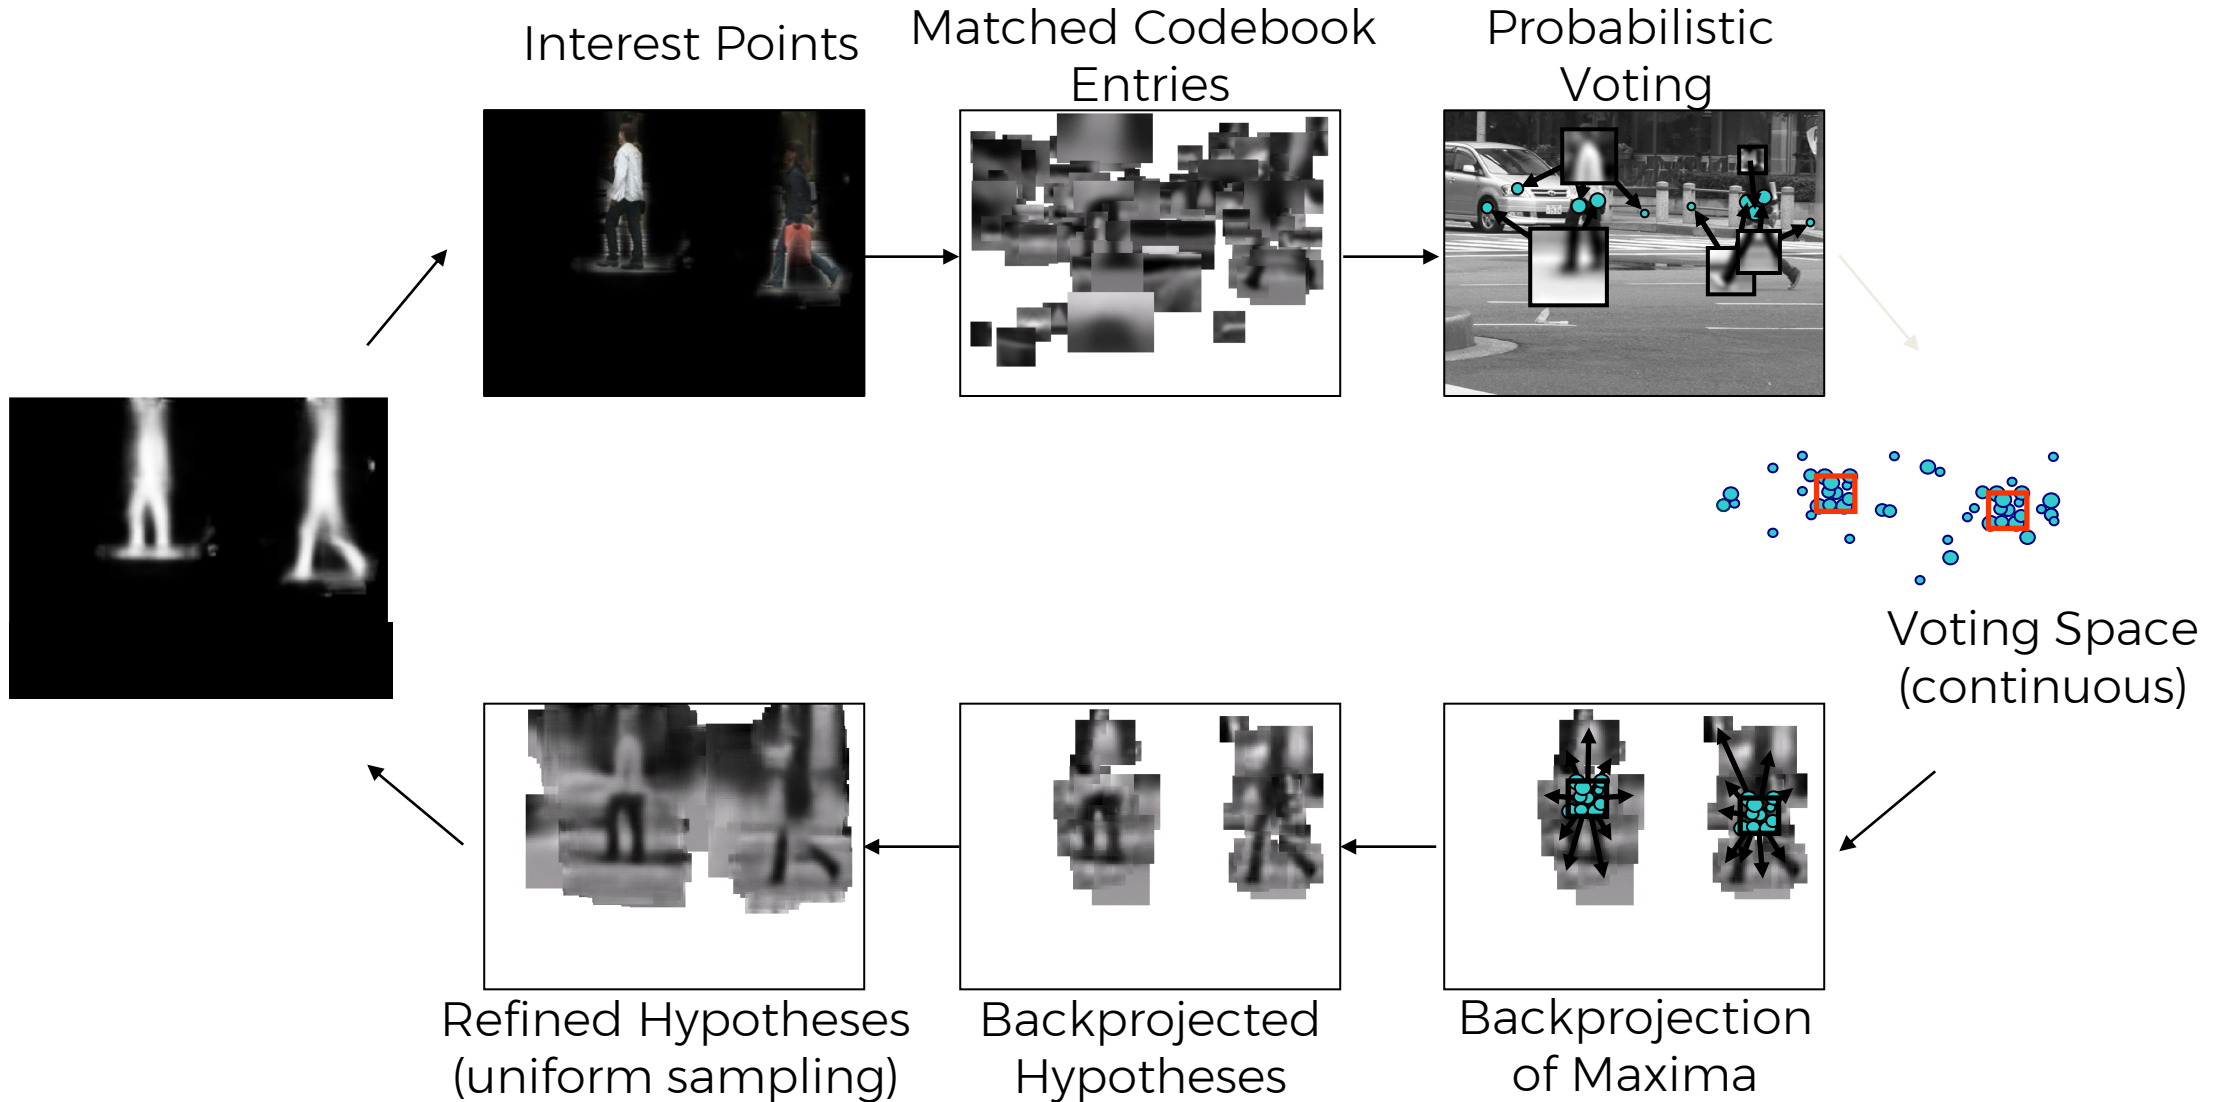 Interest Points
Matched Codebook
Entries
Probabilistic
Voting
Voting Space
(continuous)
Refined Hypotheses
(uniform sampling)
Backprojected
Hypotheses
Backprojection
of Maxima